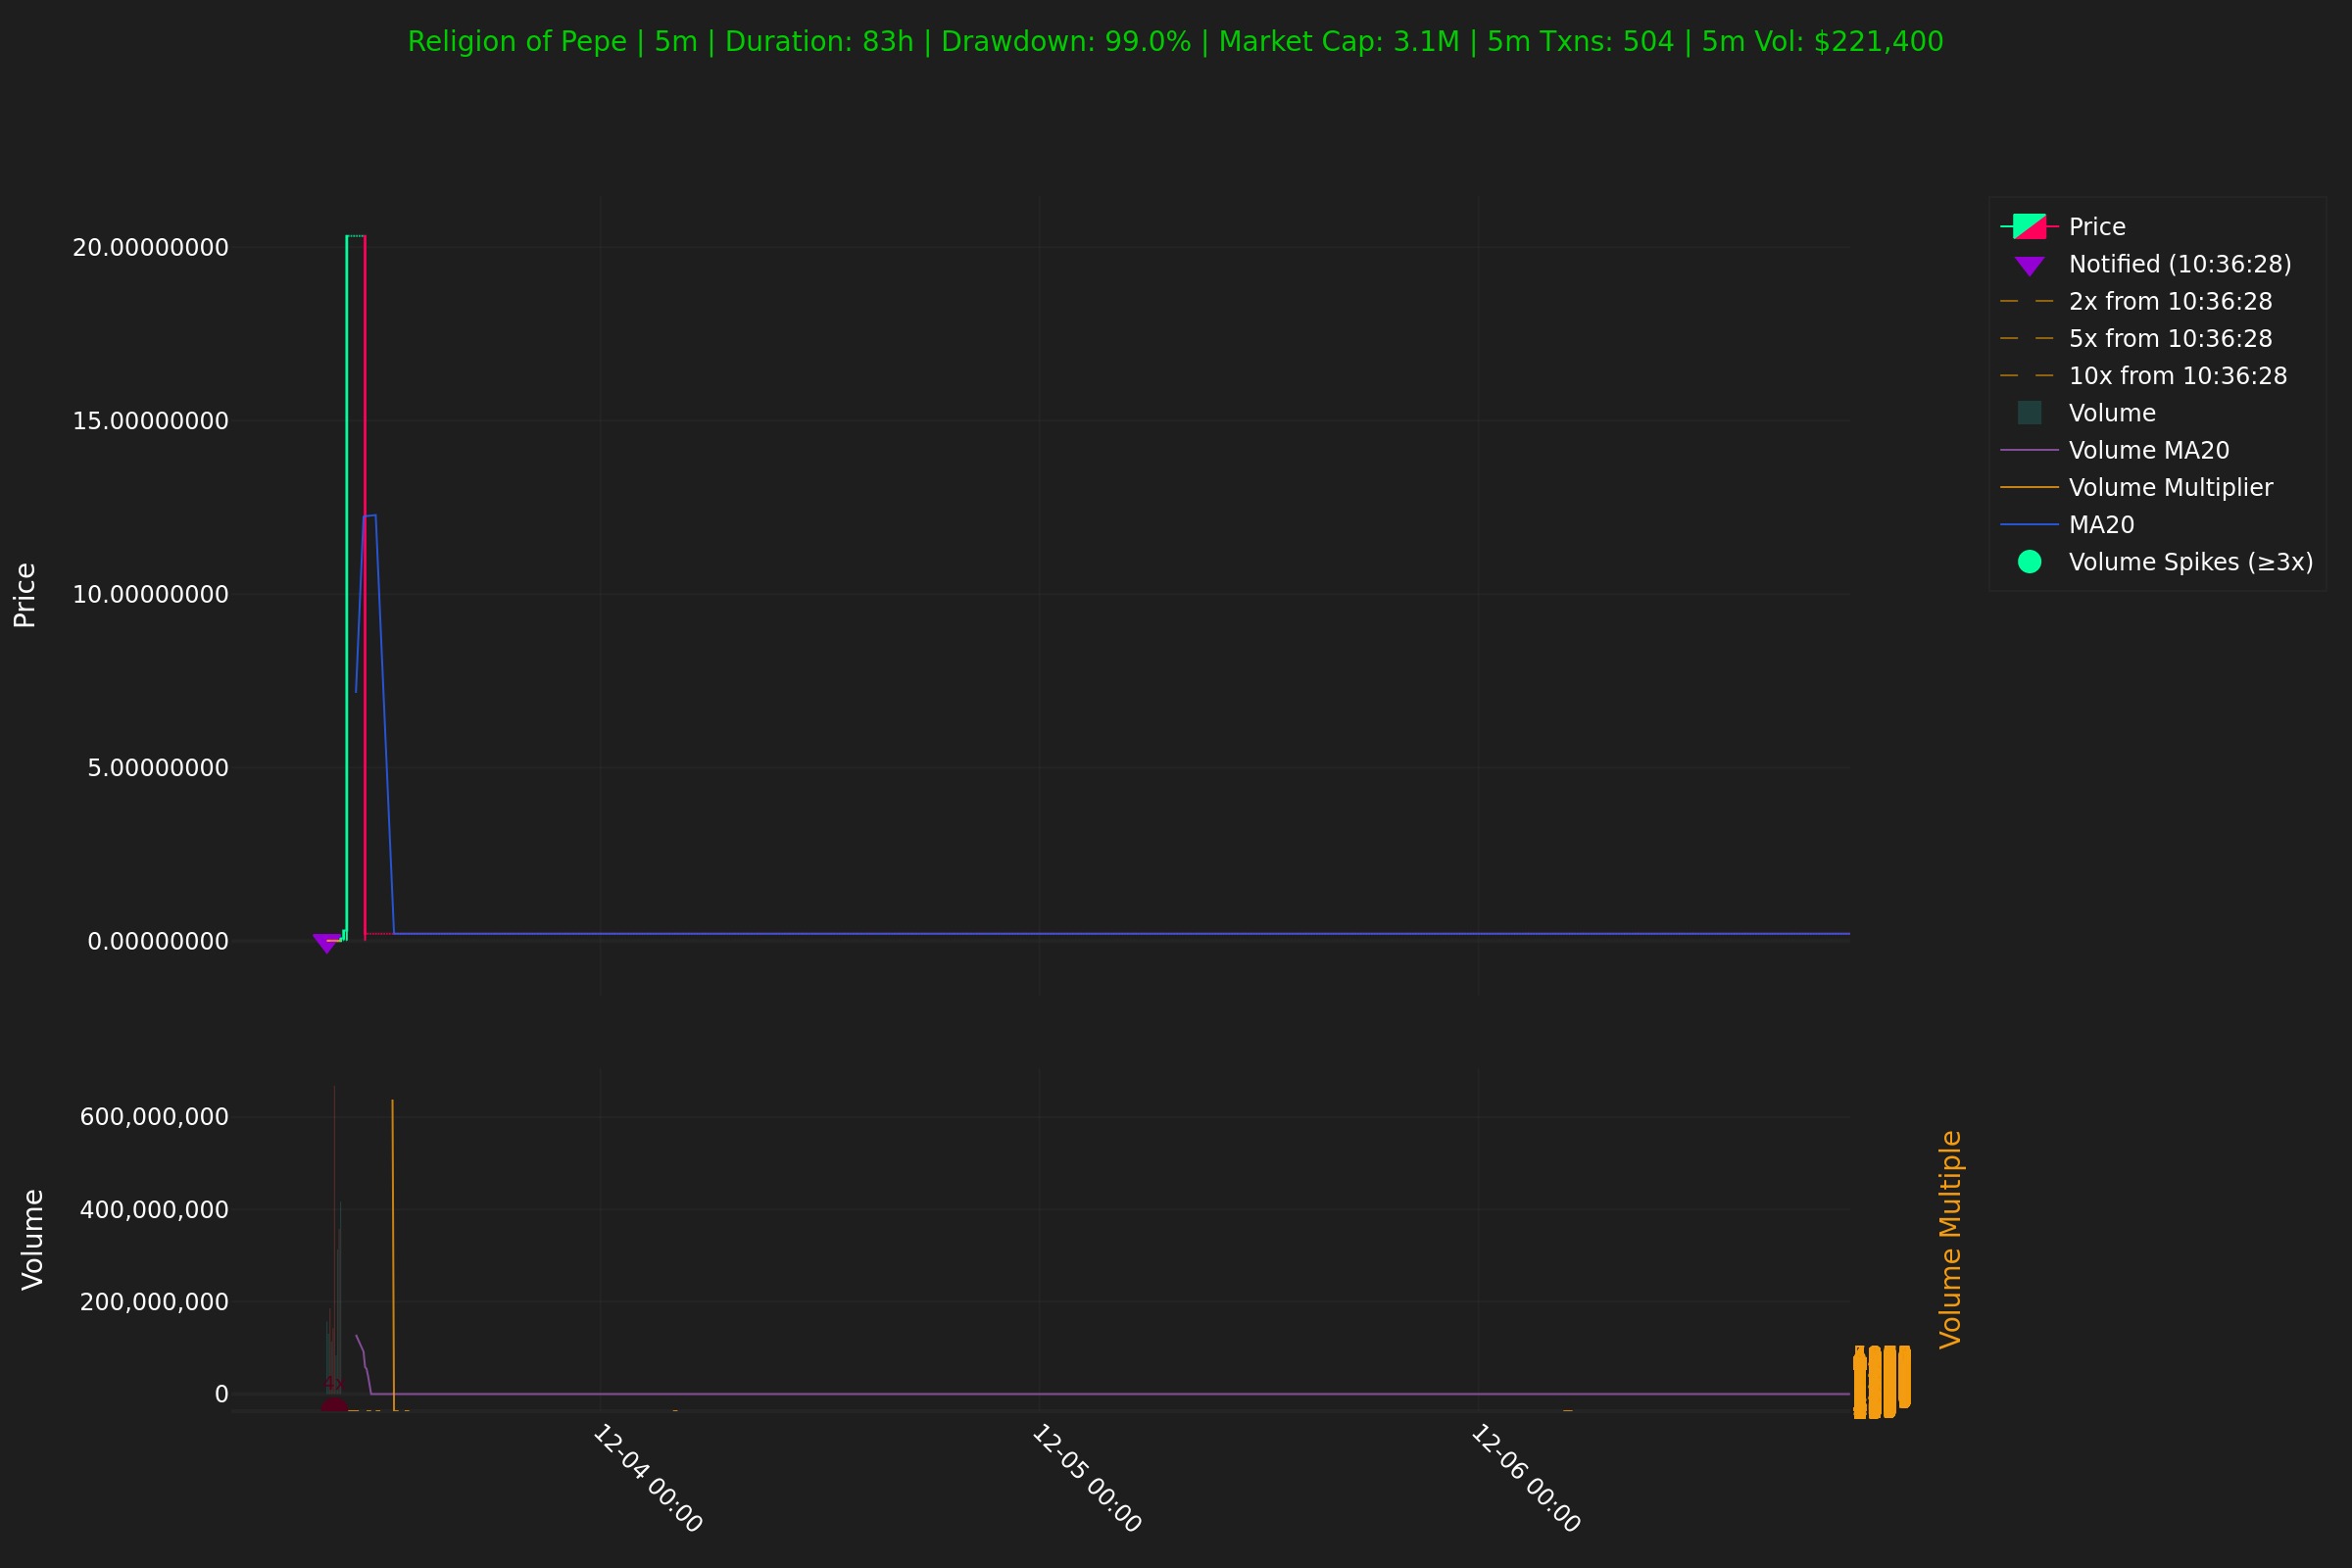 Religion of Pepe | 5m | Duration: 83h | Drawdown: 99.0% | Market Cap: 3.1M | 5m Txns: 504 | 5m Vol: $221,400
Price
20.00000000
15.00000000
10.00000000
5.00000000
0.00000000
Price
Notified (10:36:28)
2x from 10:36:28
5x from 10:36:28
10x from 10:36:28
Volume
Volume MA20
Volume Multiplier
MA20
Volume Spikes (≥3x)
Volume
600,000,000
400,000,000
200,000,000
0
4x
Volume Multiple
12-04 00:00
12-05 00:00
12-06 00:00